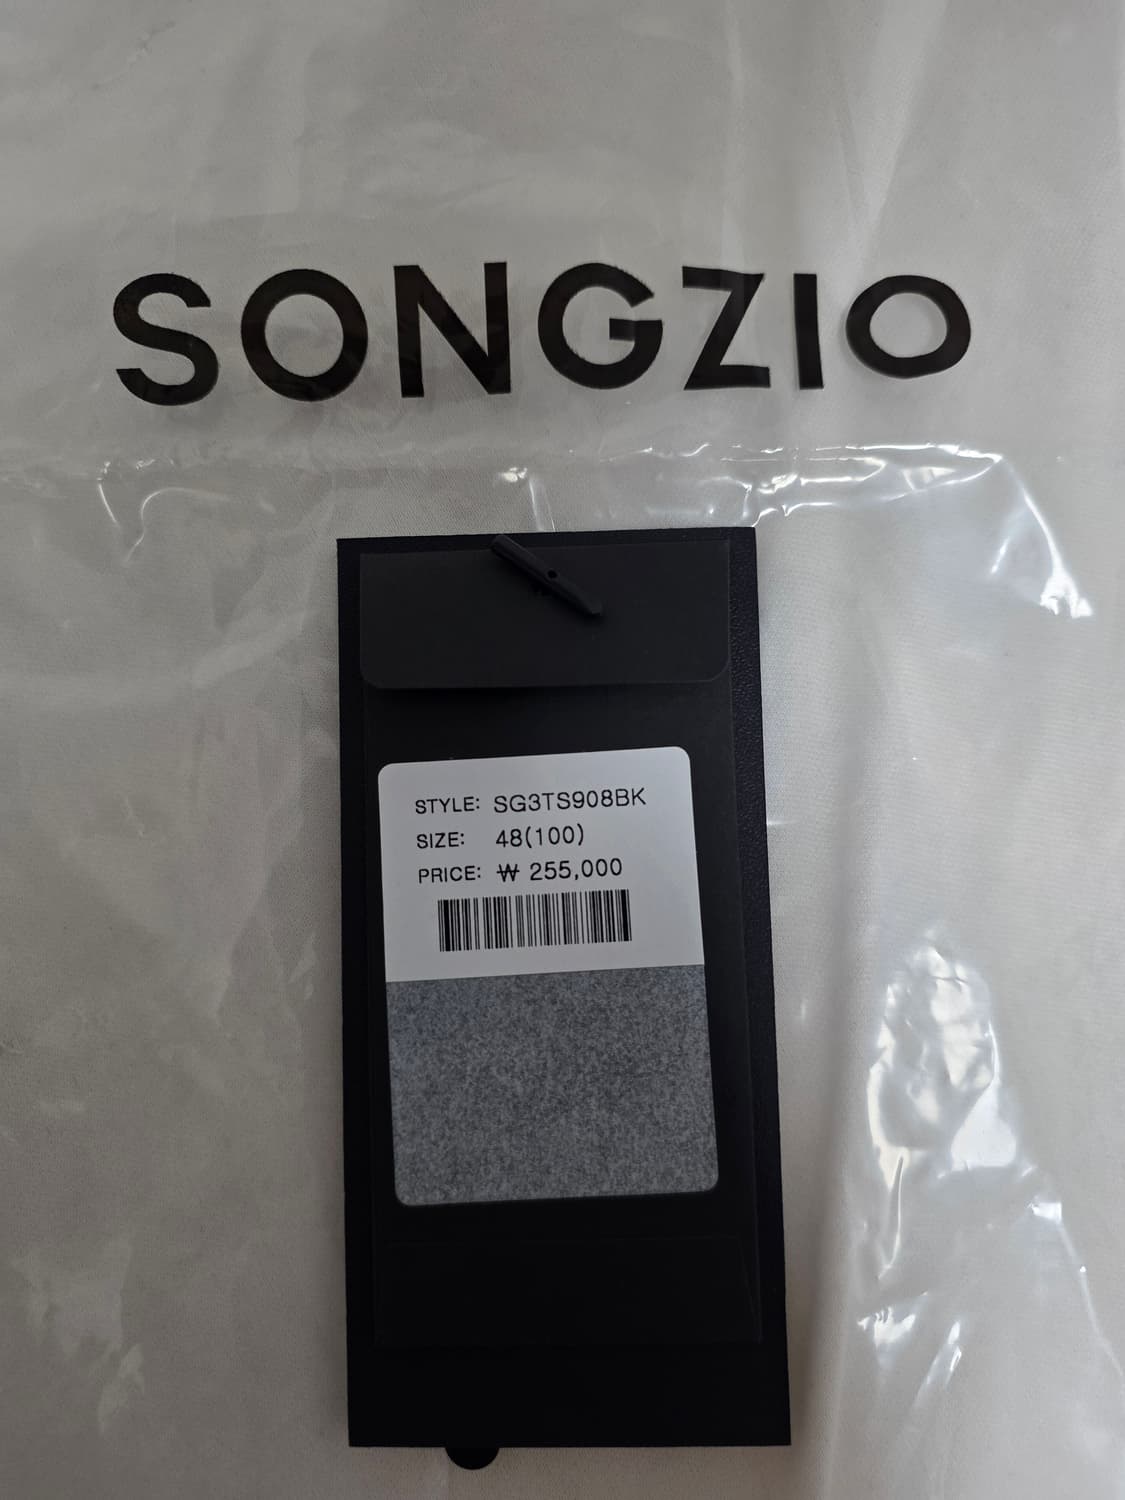 SONGZIO
STYLE: SG3TS908BK
SIZE: 48(100)
PRICE: ₩ 255,000